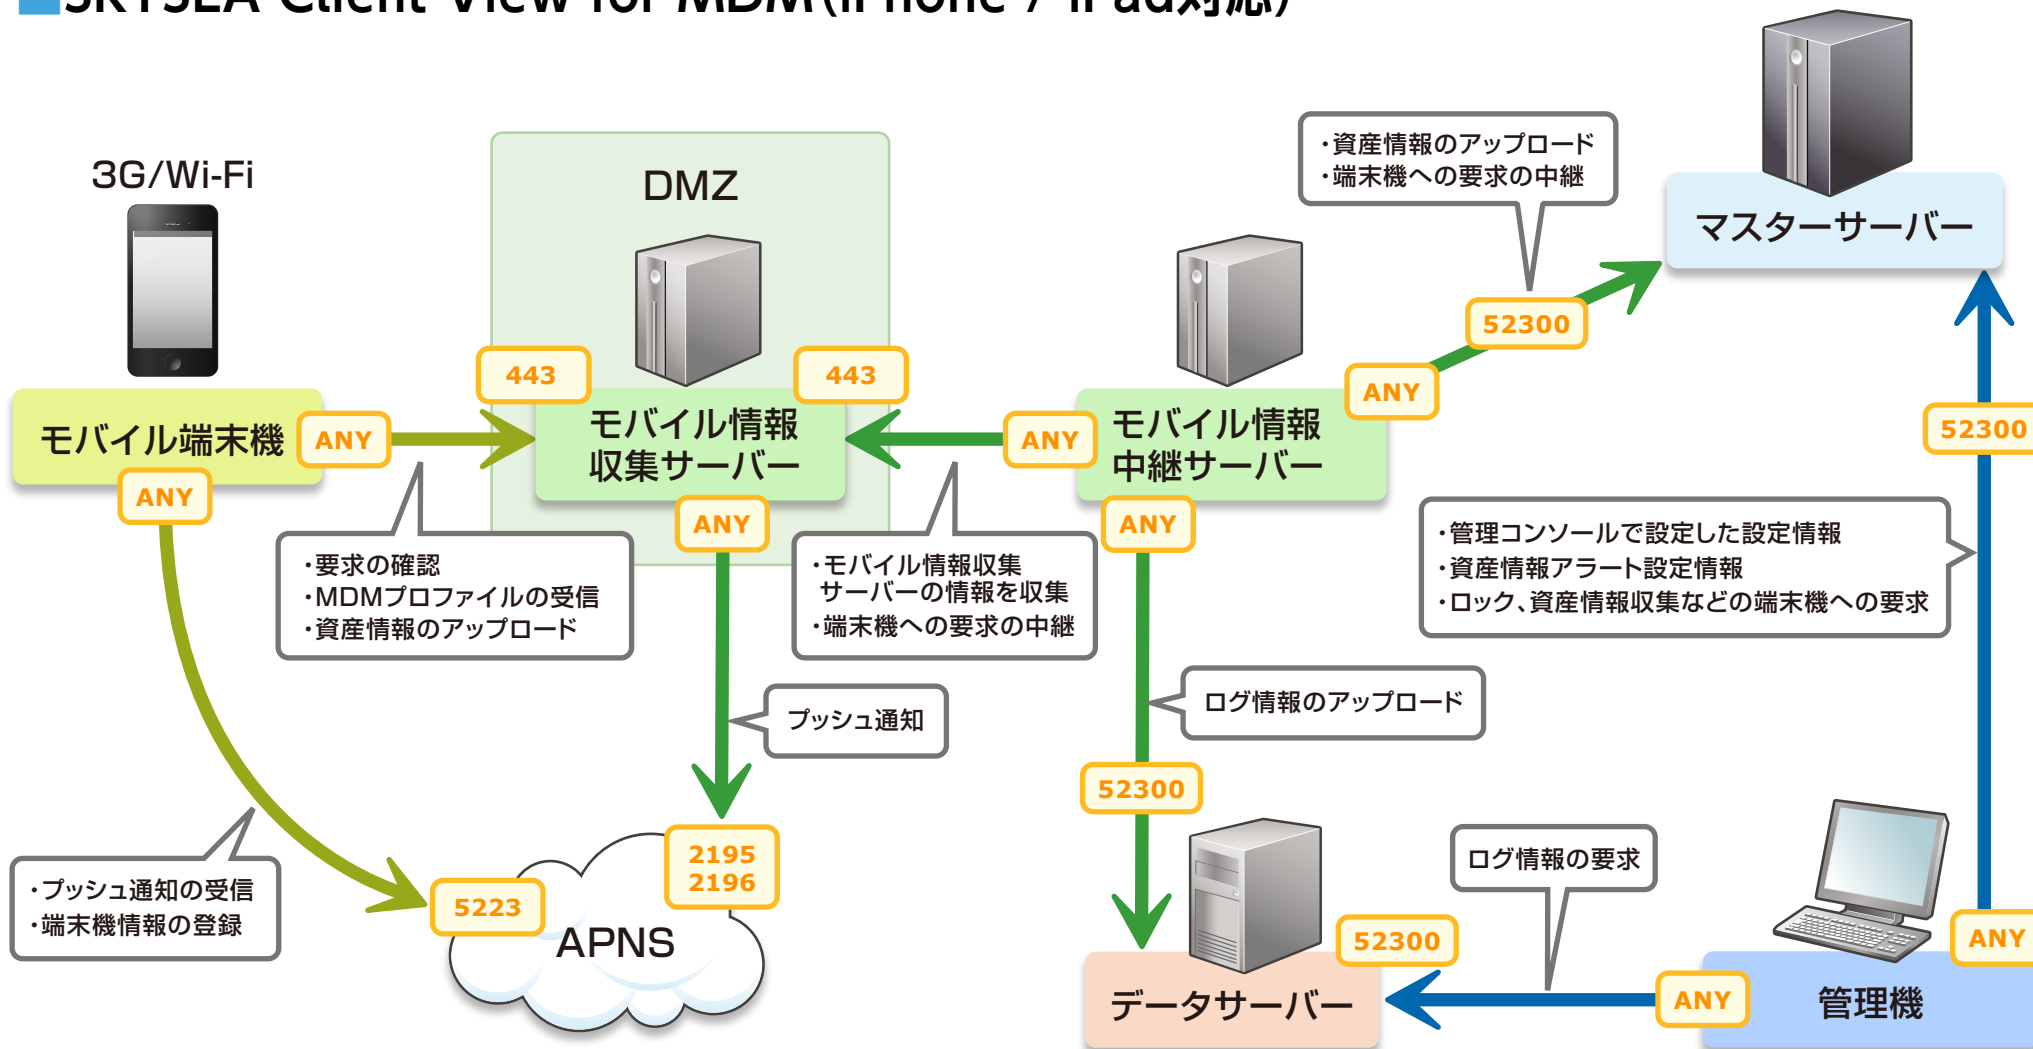 ■SKYSEA Client View for MDM（iPhone / iPad対応）
3G/Wi-Fi
DMZ
・資産情報のアップロード
・端末機への要求の中継
マスターサーバー
52300
443
443
ANY
モバイル端末機
ANY
モバイル情報
収集サーバー
ANY
モバイル情報
中継サーバー
52300
ANY
ANY
ANY
・要求の確認
・MDMプロファイルの受信
・資産情報のアップロード
・モバイル情報収集
サーバーの情報を収集
・端末機への要求の中継
・管理コンソールで設定した設定情報
・資産情報アラート設定情報
・ロック、資産情報収集などの端末機への要求
プッシュ通知
ログ情報のアップロード
52300
2195
2196
ログ情報の要求
・プッシュ通知の受信
・端末機情報の登録
5223
APNS
52300
ANY
データサーバー
ANY
管理機